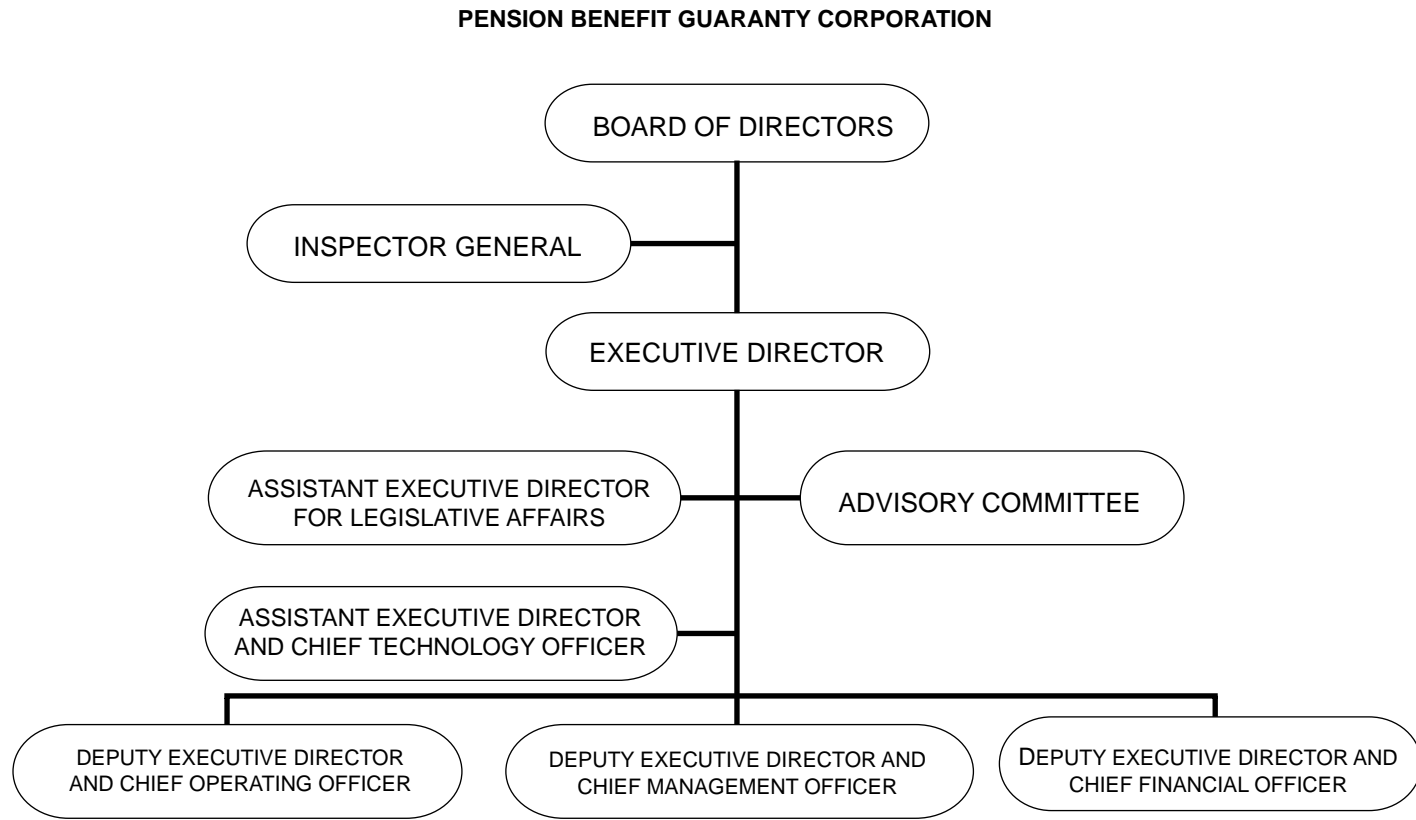 PENSION BENEFIT GUARANTY CORPORATION
BOARD OF DIRECTORS
INSPECTOR GENERAL
EXECUTIVE DIRECTOR
ASSISTANT EXECUTIVE DIRECTOR
FOR LEGISLATIVE AFFAIRS
ADVISORY COMMITTEE
ASSISTANT EXECUTIVE DIRECTOR
AND CHIEF TECHNOLOGY OFFICER
DEPUTY EXECUTIVE DIRECTOR
AND CHIEF OPERATING OFFICER
DEPUTY EXECUTIVE DIRECTOR AND
CHIEF MANAGEMENT OFFICER
DEPUTY EXECUTIVE DIRECTOR AND
CHIEF FINANCIAL OFFICER